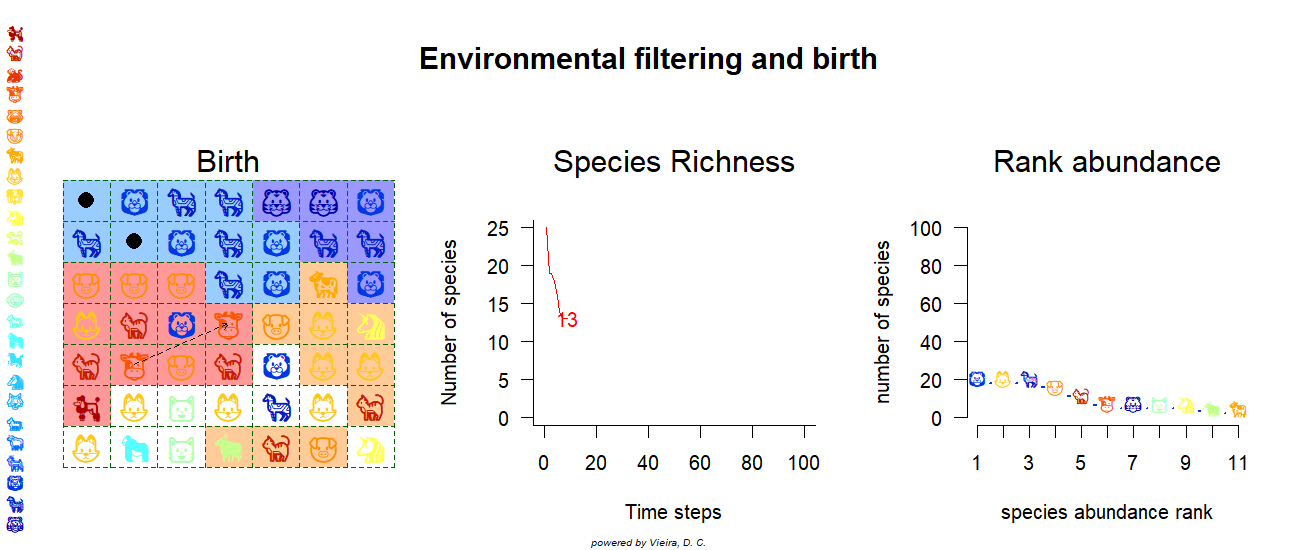 Environmental filtering and birth
Birth
Species Richness
Rank abundance
Number of species
25
20
15
10
5
0
13
0 20 40 60 80 100
Time steps
number of species
100
80
60
40
20
0
1 3 5 7 9 11
species abundance rank
powered by Vieira, D. C.